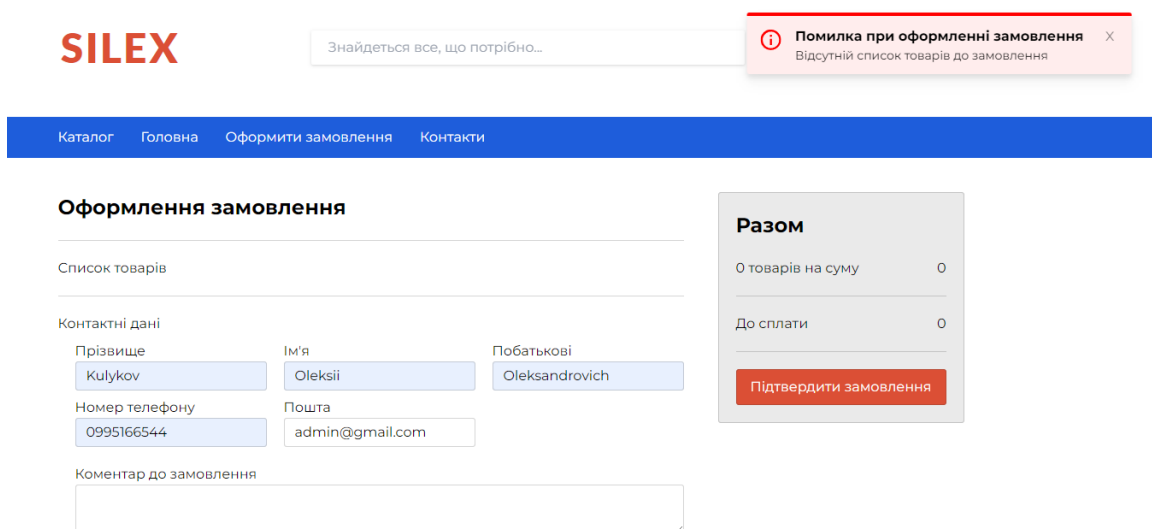 SILEX
Знайдеться все, що потрібно...
Помилка при оформленні замовлення X
Відсутній список товарів до замовлення
Каталог Головна Оформити замовлення Контакти
Оформлення замовлення
Список товарів
Контактні дані
Прізвище Ім'я Побатькові
Kulykov Oleksii Oleksandrovich
Номер телефону Пошта
0995166544 admin@gmail.com
Коментар до замовлення
Разом
0 товарів на суму 0
До сплати 0
Підтвердити замовлення